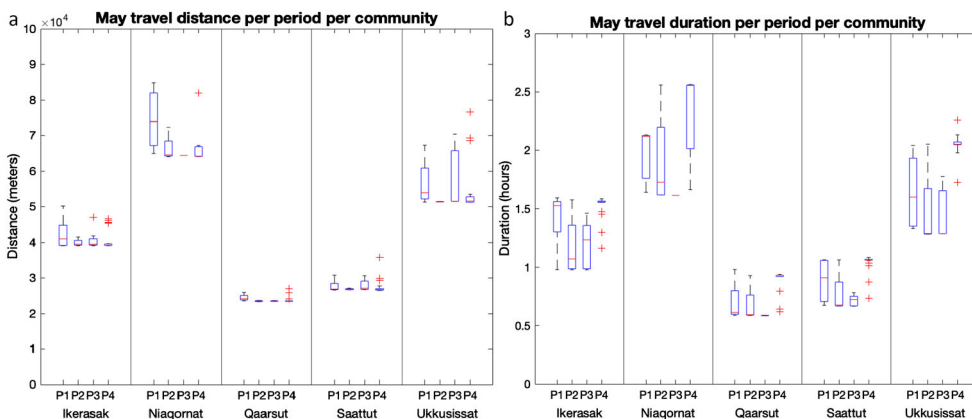 a
May travel distance per period per community
× 10⁴
10
9
8
7
6
5
4
3
2
1
0
Distance (meters)
P1 P2 P3 P4
P1 P2 P3 P4
P1 P2 P3 P4
P1 P2 P3 P4
P1 P2 P3 P4
Ikerasak
Niaqornat
Qaarsut
Saattut
Ukkusissat
b
May travel duration per period per community
3
2.5
2
1.5
1
0.5
0
Duration (hours)
P1 P2 P3 P4
P1 P2 P3 P4
P1 P2 P3 P4
P1 P2 P3 P4
P1 P2 P3 P4
Ikerasak
Niaqornat
Qaarsut
Saattut
Ukkusissat